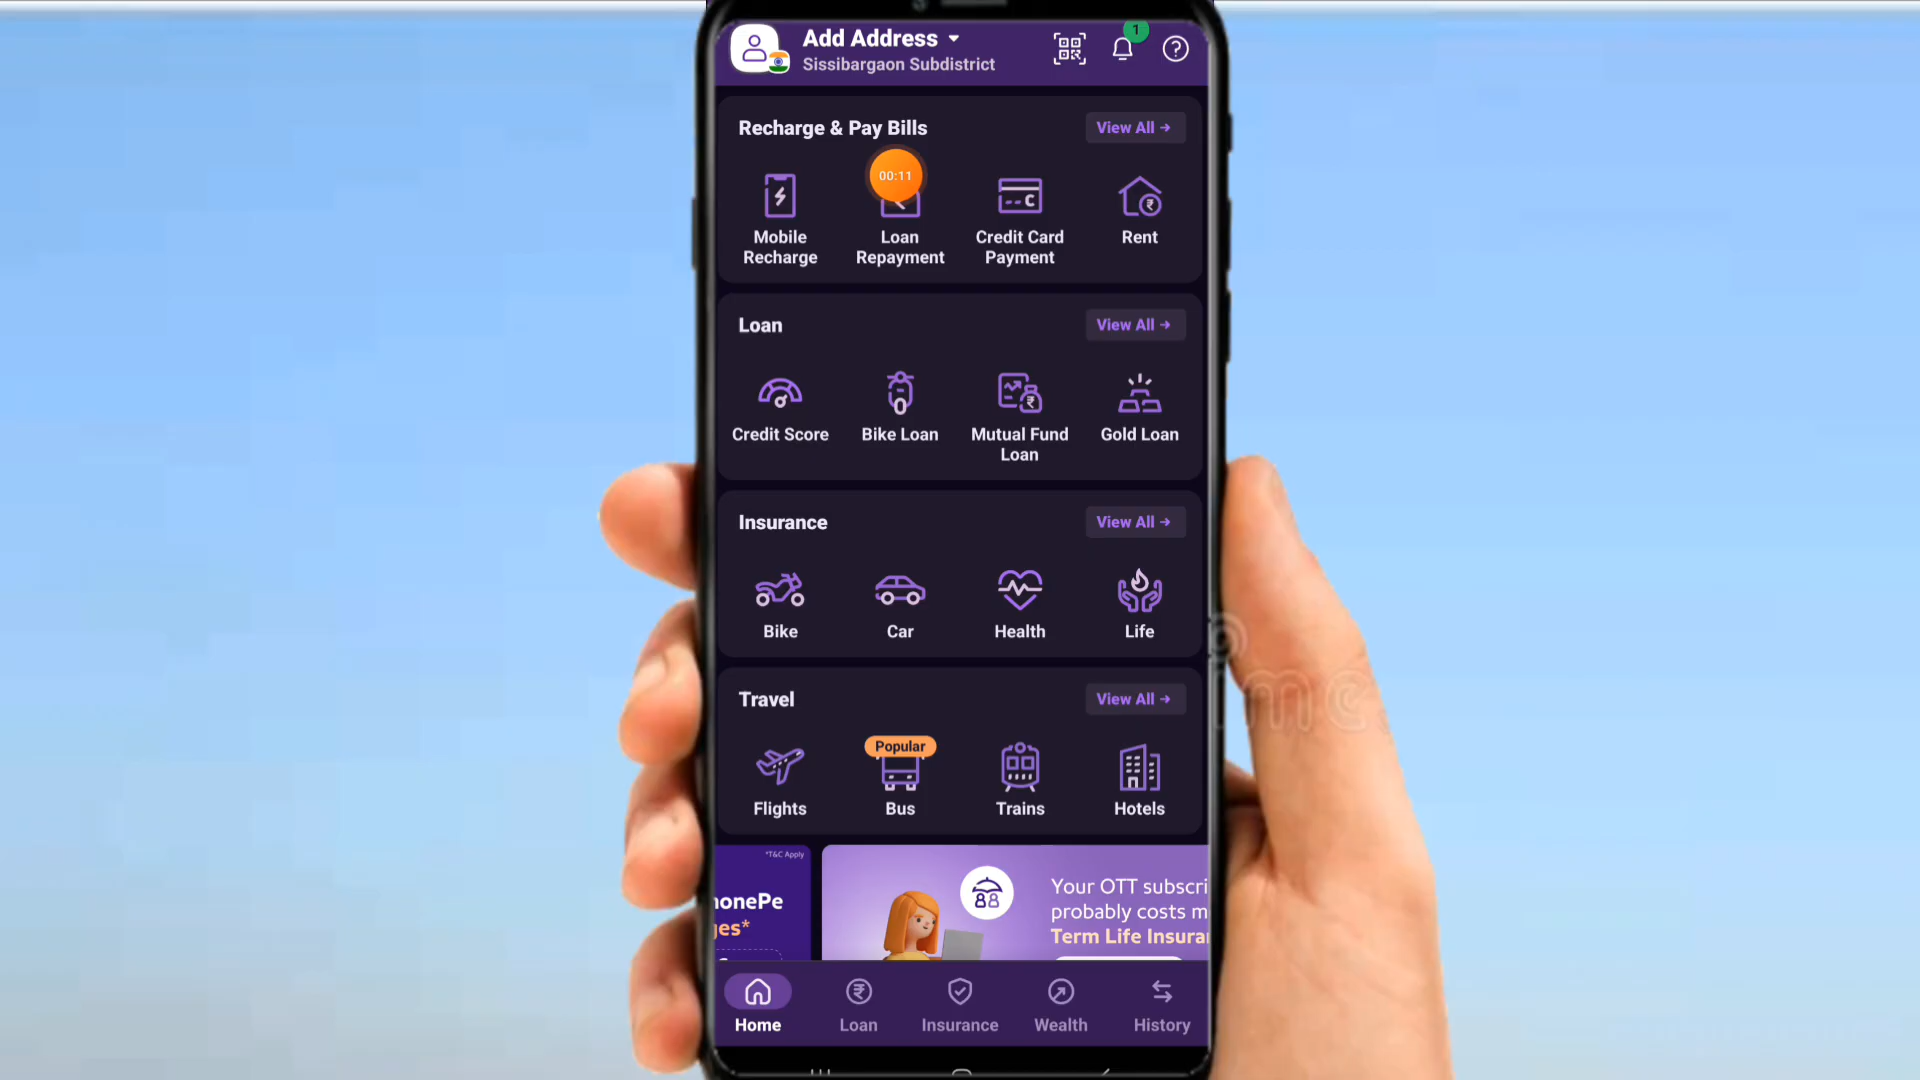 Add Address
Sissibargaon Subdistrict
1
Recharge & Pay Bills
View All →
00:11
Mobile Recharge
Loan Repayment
Credit Card Payment
Rent
Loan
View All →
Credit Score
Bike Loan
Mutual Fund Loan
Gold Loan
Insurance
View All →
Bike
Car
Health
Life
Travel
View All →
Popular
Flights
Bus
Trains
Hotels
*T&C Apply
honePe
ges*
Your OTT subscri
probably costs m
Term Life Insura
Home
Loan
Insurance
Wealth
History